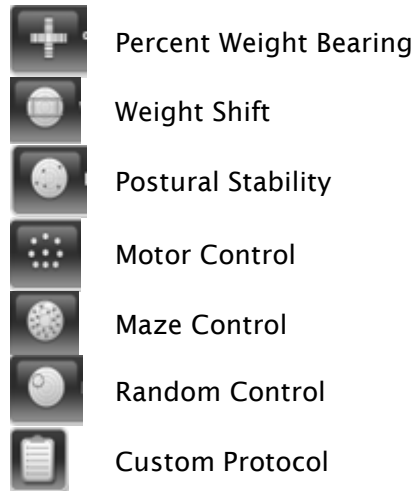 Percent Weight Bearing
Weight Shift
Postural Stability
Motor Control
Maze Control
Random Control
Custom Protocol